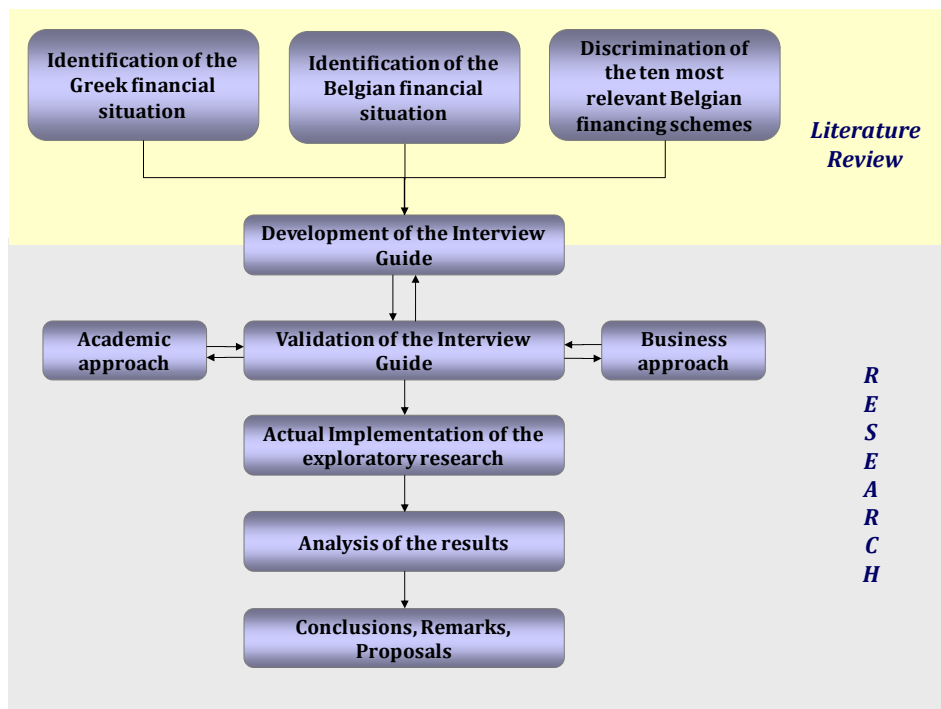 Identification of the
Greek financial
situation
Identification of the
Belgian financial
situation
Discrimination of
the ten most
relevant Belgian
financing schemes
Literature
Review
Development of the Interview
Guide
Academic
approach
Validation of the Interview
Guide
Business
approach
Actual Implementation of the
exploratory research
Analysis of the results
Conclusions, Remarks,
Proposals
R
E
S
E
A
R
C
H